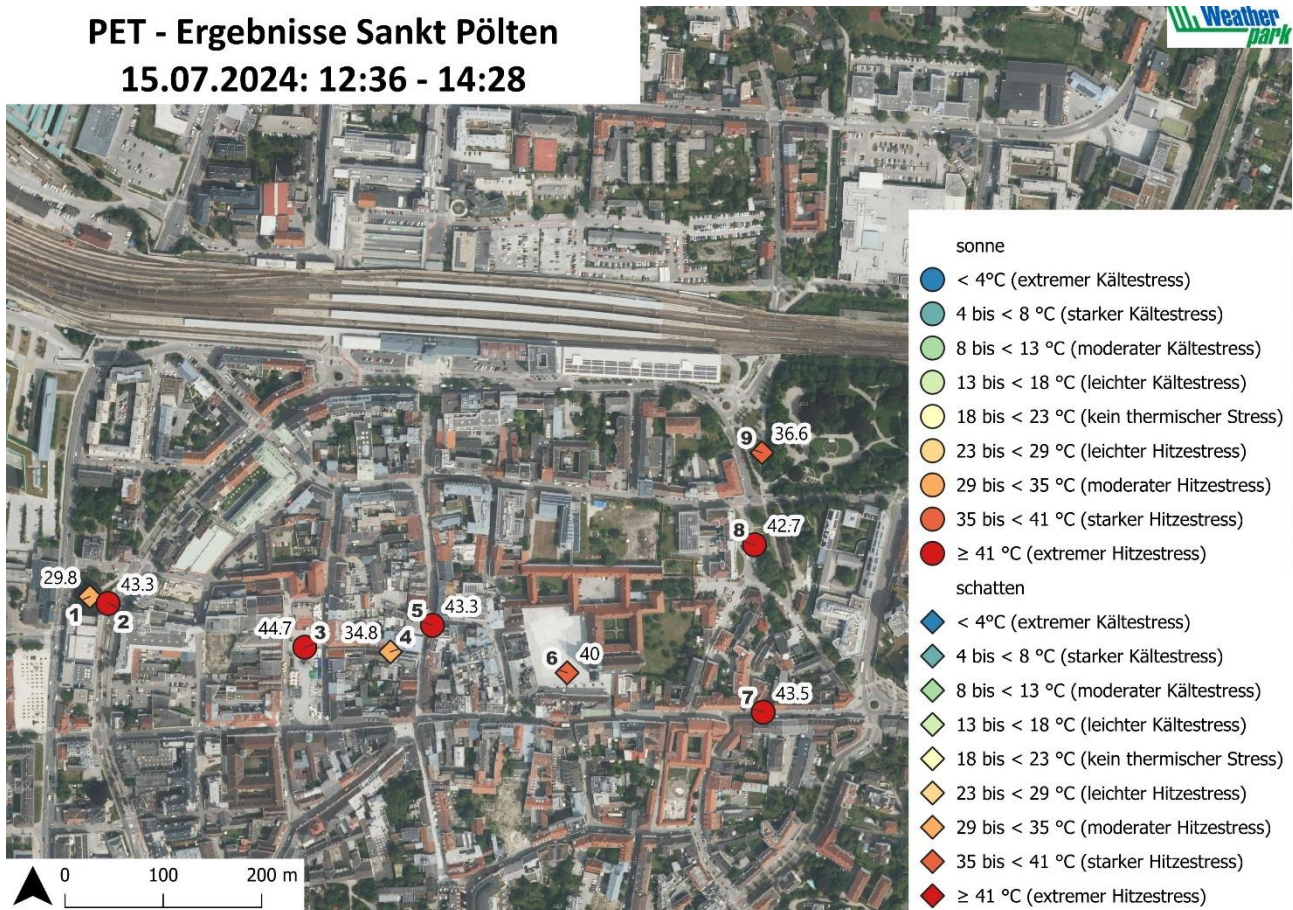 PET - Ergebnisse Sankt Pölten
15.07.2024: 12:36 - 14:28
Weather
park
sonne
< 4°C (extremer Kältestress)
4 bis < 8 °C (starker Kältestress)
8 bis < 13 °C (moderater Kältestress)
13 bis < 18 °C (leichter Kältestress)
18 bis < 23 °C (kein thermischer Stress)
23 bis < 29 °C (leichter Hitzestress)
29 bis < 35 °C (moderater Hitzestress)
35 bis < 41 °C (starker Hitzestress)
≥ 41 °C (extremer Hitzestress)
schatten
< 4°C (extremer Kältestress)
4 bis < 8 °C (starker Kältestress)
8 bis < 13 °C (moderater Kältestress)
13 bis < 18 °C (leichter Kältestress)
18 bis < 23 °C (kein thermischer Stress)
23 bis < 29 °C (leichter Hitzestress)
29 bis < 35 °C (moderater Hitzestress)
35 bis < 41 °C (starker Hitzestress)
≥ 41 °C (extremer Hitzestress)
9 36.6
8 42.7
29.8
1
43.3
2
44.7 3
34.8 4
5 43.3
6 40
7 43.5
0 100 200 m